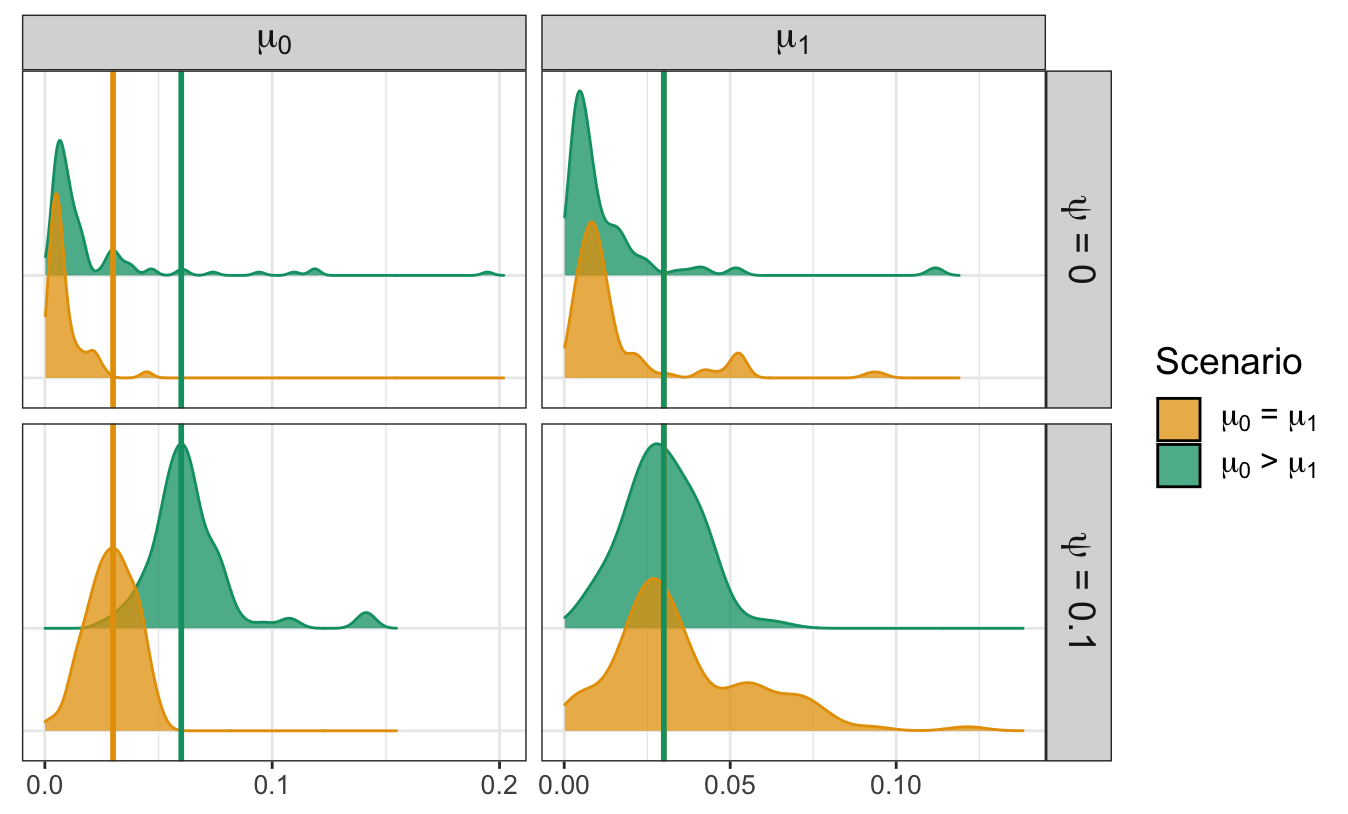 μ₀
μ₁
ψ = 0
ψ = 0.1
0.0
0.1
0.2
0.00
0.05
0.10
Scenario
μ₀ = μ₁
μ₀ > μ₁